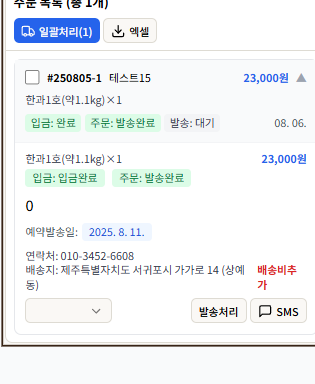 주문 목록 (총 1개)
일괄처리(1) 엑셀
#250805-1 테스트15 23,000원
한과1호(약1.1kg)×1
입금: 완료 주문: 발송완료 발송: 대기 08. 06.
한과1호(약1.1kg)×1 23,000원
입금: 입금완료 주문: 발송완료
0
예약발송일: 2025. 8. 11.
연락처: 010-3452-6608
배송지: 제주특별자치도 서귀포시 가가로 14 (상예동) 배송비추가
발송처리 SMS